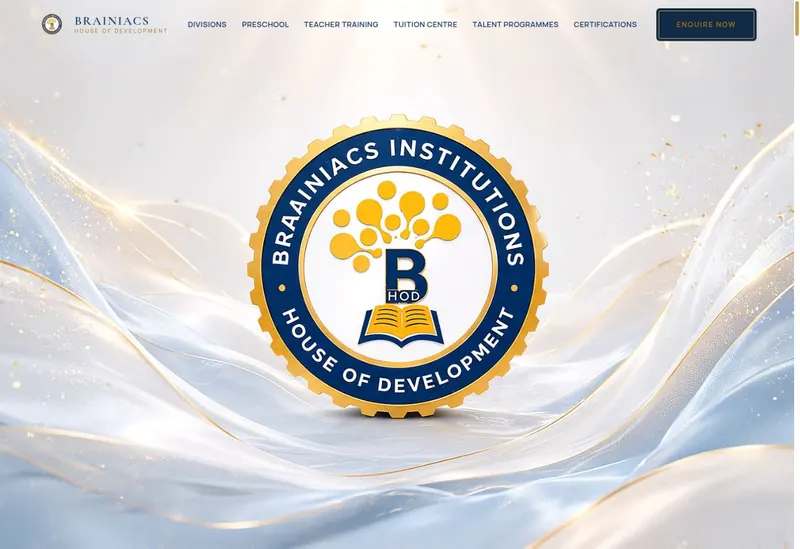 BRAINIACS
HOUSE OF DEVELOPMENT
DIVISIONS
PRESCHOOL
TEACHER TRAINING
TUITION CENTRE
TALENT PROGRAMMES
CERTIFICATIONS
ENQUIRE NOW
BRAAINIACS INSTITUTIONS
B
HOD
HOUSE OF DEVELOPMENT